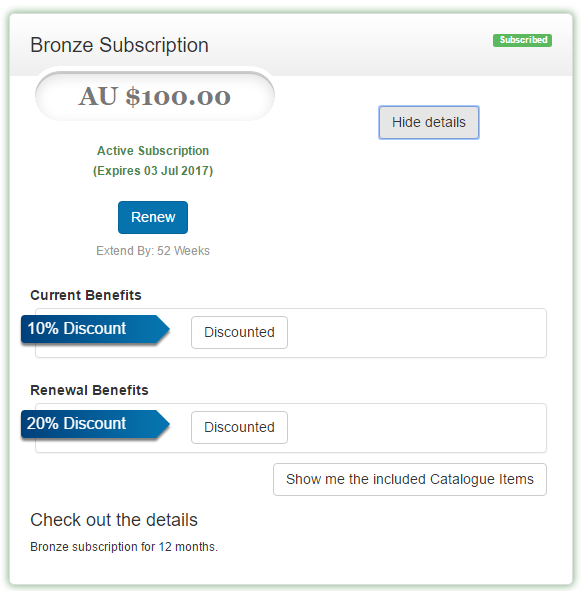 Bronze Subscription
Subscribed
AU $100.00
Hide details
Active Subscription
(Expires 03 Jul 2017)
Renew
Extend By: 52 Weeks
Current Benefits
10% Discount
Discounted
Renewal Benefits
20% Discount
Discounted
Show me the included Catalogue Items
Check out the details
Bronze subscription for 12 months.